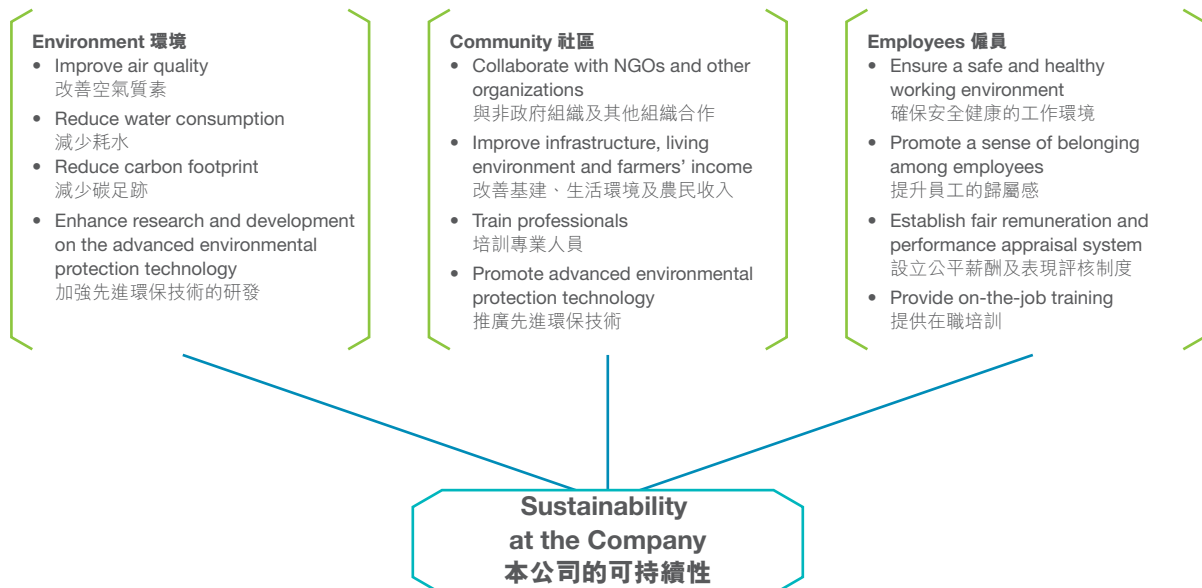 Environment 環境
• Improve air quality
改善空氣質素
• Reduce water consumption
減少耗水
• Reduce carbon footprint
減少碳足跡
• Enhance research and development
on the advanced environmental
protection technology
加強先進環保技術的研發
Community 社區
• Collaborate with NGOs and other
organizations
與非政府組織及其他組織合作
• Improve infrastructure, living
environment and farmers’ income
改善基建、生活環境及農民收入
• Train professionals
培訓專業人員
• Promote advanced environmental
protection technology
推廣先進環保技術
Employees 僱員
• Ensure a safe and healthy
working environment
確保安全健康的工作環境
• Promote a sense of belonging
among employees
提升員工的歸屬感
• Establish fair remuneration and
performance appraisal system
設立公平薪酬及表現評核制度
• Provide on-the-job training
提供在職培訓
Sustainability
at the Company
本公司的可持續性